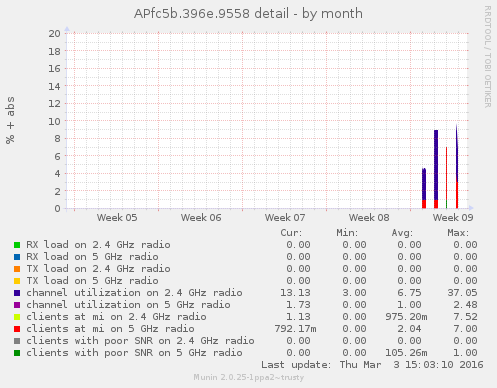 APfc5b.396e.9558 detail - by month
RRDTOOL / TOBI OETIKER
% + abs
20
18
16
14
12
10
8
6
4
2
0
Week 05 Week 06 Week 07 Week 08 Week 09
Cur: Min: Avg: Max:
RX load on 2.4 GHz radio 0.00 0.00 0.00 0.00
RX load on 5 GHz radio 0.00 0.00 0.00 0.00
TX load on 2.4 GHz radio 0.00 0.00 0.00 0.00
TX load on 5 GHz radio 0.00 0.00 0.00 0.00
channel utilization on 2.4 GHz radio 13.13 3.00 6.75 37.05
channel utilization on 5 GHz radio 1.73 0.00 1.00 2.48
clients at mi on 2.4 GHz radio 1.13 0.00 975.20m 7.52
clients at mi on 5 GHz radio 792.17m 0.00 2.04 7.00
clients with poor SNR on 2.4 GHz radio 0.00 0.00 0.00 0.00
clients with poor SNR on 5 GHz radio 0.00 0.00 105.26m 1.00
Last update: Thu Mar 3 15:03:10 2016
Munin 2.0.25-1ppa2~trusty